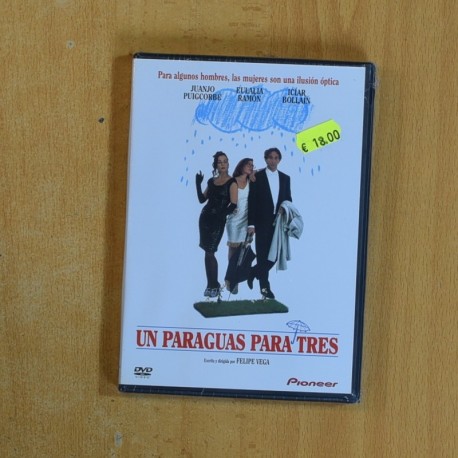 Para algunos hombres, las mujeres son una ilusión óptica
JUANJO PUIGCORBÉ
EULALIA RAMÓN
ICÍAR BOLLAÍN
€ 18.00
UN PARAGUAS PARA TRES
Escrita y dirigida por FELIPE VEGA
DVD
VIDEO
Pioneer